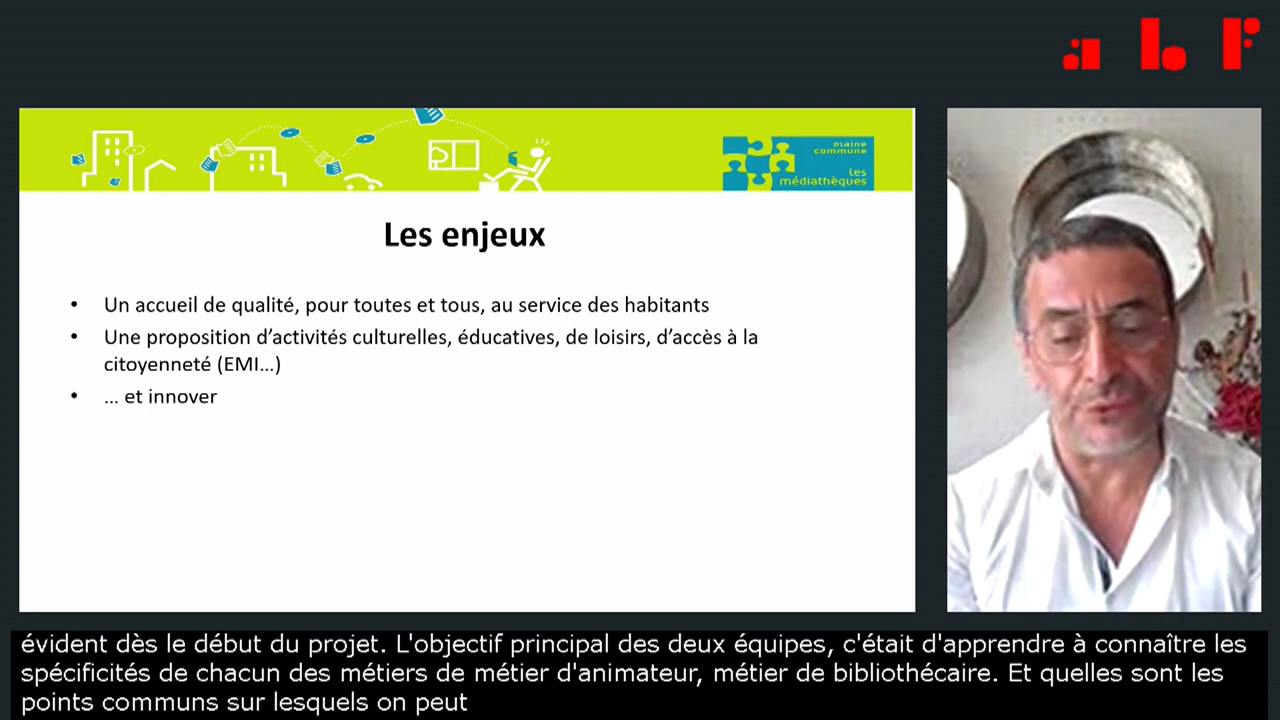 abf
plaine
commune
les
médiathèques
Les enjeux
• Un accueil de qualité, pour toutes et tous, au service des habitants
• Une proposition d’activités culturelles, éducatives, de loisirs, d’accès à la
citoyenneté (EMI…)
• … et innover
évident dès le début du projet. L'objectif principal des deux équipes, c'était d'apprendre à connaître les
spécificités de chacun des métiers de métier d'animateur, métier de bibliothécaire. Et quelles sont les
points communs sur lesquels on peut